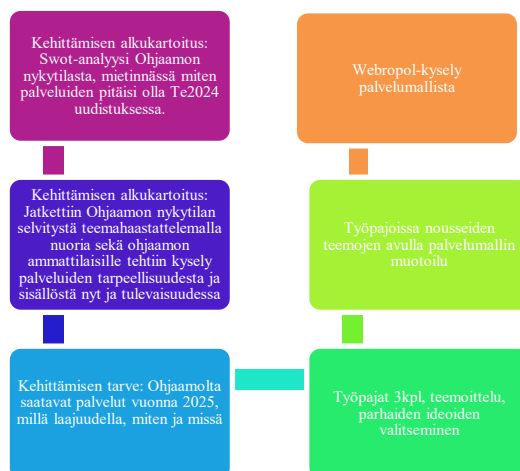 Kehittämisen alkukartoitus:
Swot-analyysi Ohjaamon
nykytilasta, mietinnässä miten
palveluiden pitäisi olla Te2024
uudistuksessa.
Kehittämisen alkukartoitus:
Jatkettiin Ohjaamon nykytilan
selvitystä teemahaastattelemalla
nuoria sekä ohjaamon
ammattilaisille tehtiin kysely
palveluiden tarpeellisuudesta ja
sisällöstä nyt ja tulevaisuudessa
Kehittämisen tarve: Ohjaamolta
saatavat palvelut vuonna 2025,
millä laajuudella, miten ja missä
Työpajat 3kpl, teemoittelu,
parhaiden ideoiden
valitseminen
Työpajoissa nousseiden
teemojen avulla palvelumallin
muotoilu
Webropol-kysely
palvelumallista